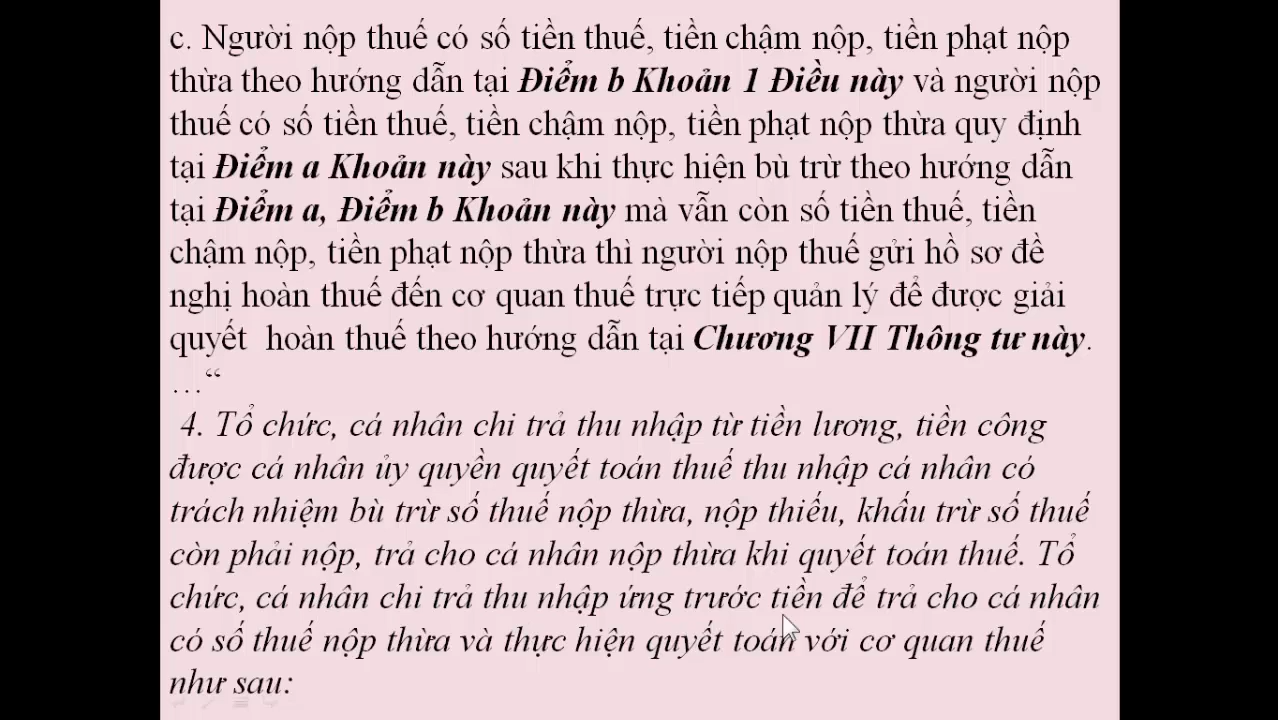 c. Người nộp thuế có số tiền thuế, tiền chậm nộp, tiền phạt nộp
thừa theo hướng dẫn tại Điểm b Khoản 1 Điều này và người nộp
thuế có số tiền thuế, tiền chậm nộp, tiền phạt nộp thừa quy định
tại Điểm a Khoản này sau khi thực hiện bù trừ theo hướng dẫn
tại Điểm a, Điểm b Khoản này mà vẫn còn số tiền thuế, tiền
chậm nộp, tiền phạt nộp thừa thì người nộp thuế gửi hồ sơ đề
nghị hoàn thuế đến cơ quan thuế trực tiếp quản lý để được giải
quyết  hoàn thuế theo hướng dẫn tại Chương VII Thông tư này.
…“
4. Tổ chức, cá nhân chi trả thu nhập từ tiền lương, tiền công
được cá nhân ủy quyền quyết toán thuế thu nhập cá nhân có
trách nhiệm bù trừ số thuế nộp thừa, nộp thiếu, khấu trừ số thuế
còn phải nộp, trả cho cá nhân nộp thừa khi quyết toán thuế. Tổ
chức, cá nhân chi trả thu nhập ứng trước tiền để trả cho cá nhân
có số thuế nộp thừa và thực hiện quyết toán với cơ quan thuế
như sau: